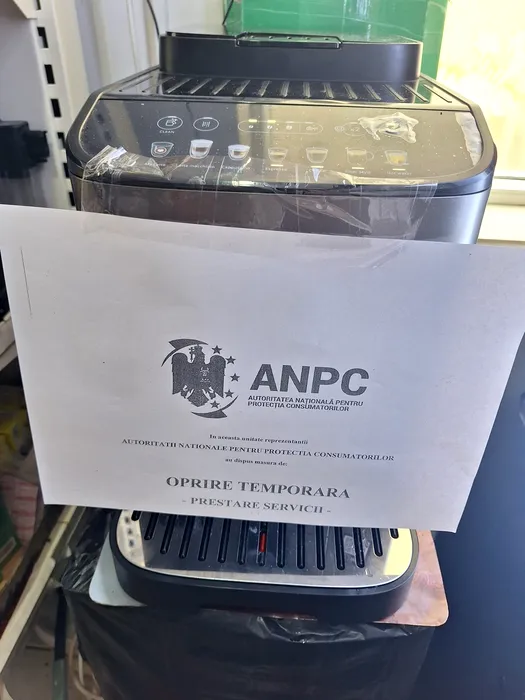 CLEAN
ANPC
AUTORITATEA NAȚIONALĂ PENTRU
PROTECȚIA CONSUMATORILOR
In aceasta unitate reprezentantii
AUTORITATII NATIONALE PENTRU PROTECTIA CONSUMATORILOR
au dispus masura de:
OPRIRE TEMPORARA
- PRESTARE SERVICII -